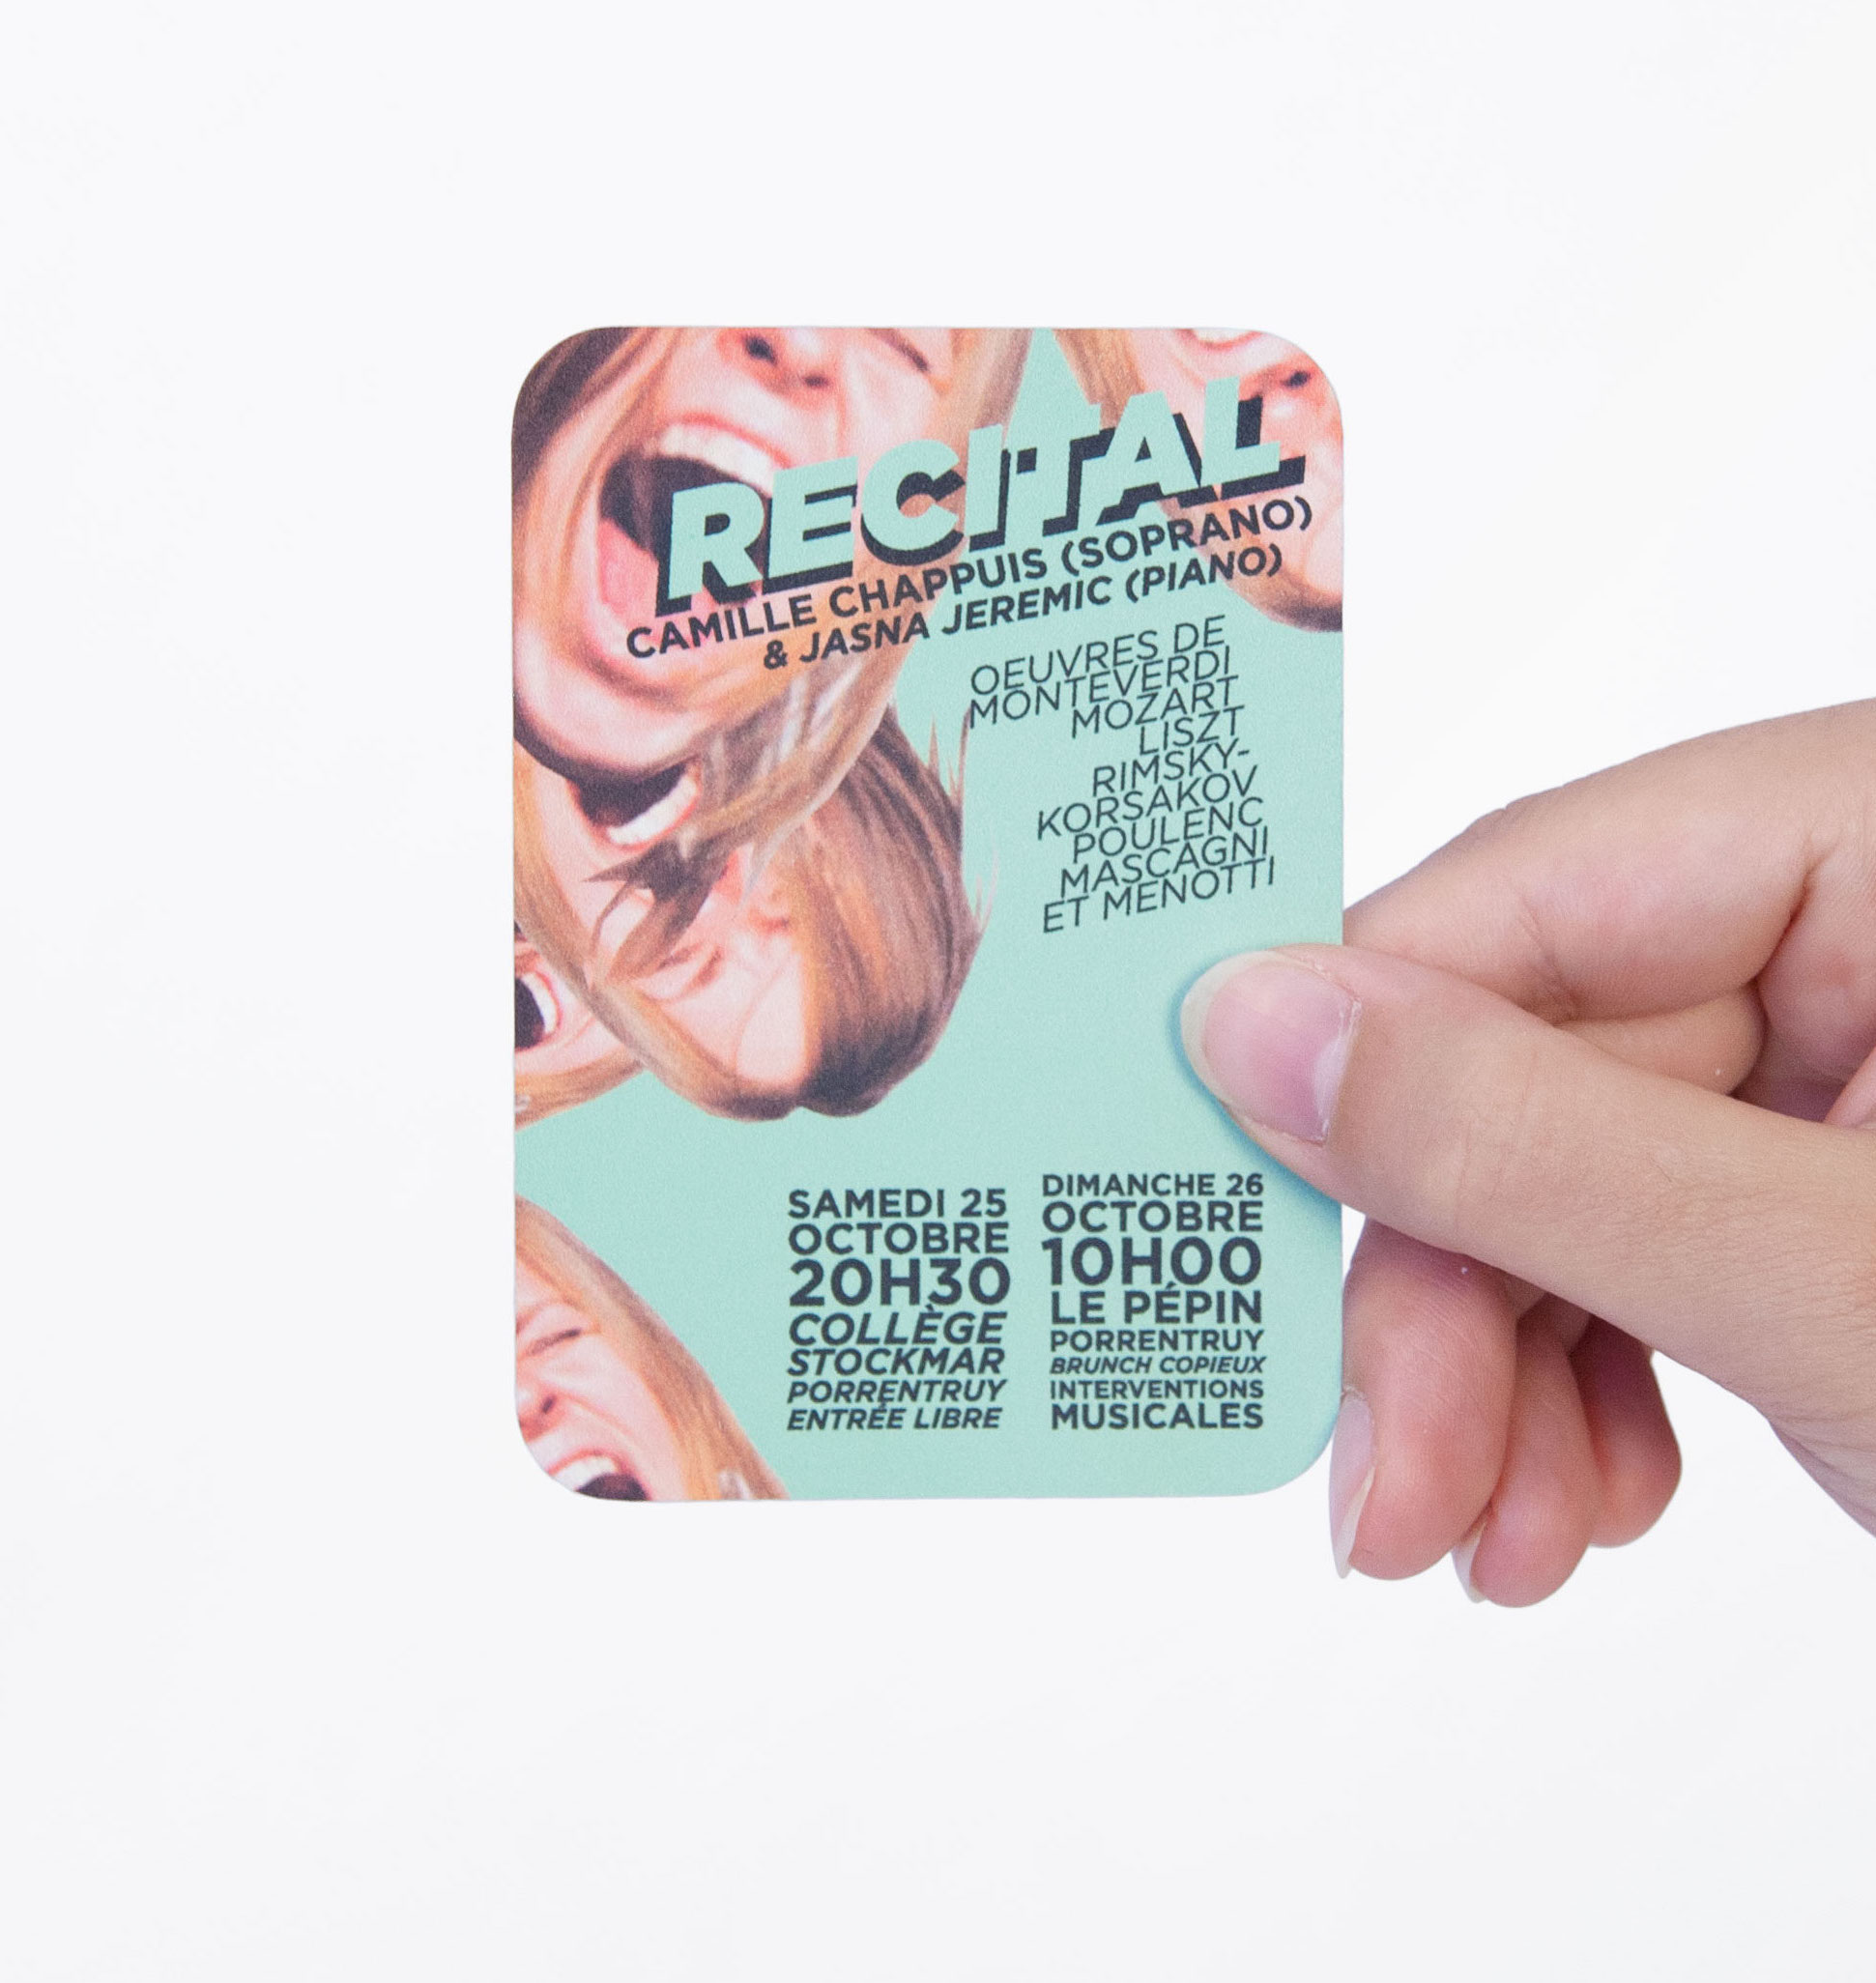 RECITAL
CAMILLE CHAPPUIS (SOPRANO)
& JASNA JEREMIC (PIANO)
OEUVRES DE
MONTEVERDI
MOZART
LISZT
RIMSKY-
KORSAKOV
POULENC
MASCAGNI
ET MENOTTI
SAMEDI 25
OCTOBRE
20H30
COLLÈGE
STOCKMAR
PORRENTRUY
ENTRÉE LIBRE
DIMANCHE 26
OCTOBRE
10H00
LE PÉPIN
PORRENTRUY
BRUNCH COPIEUX
INTERVENTIONS
MUSICALES